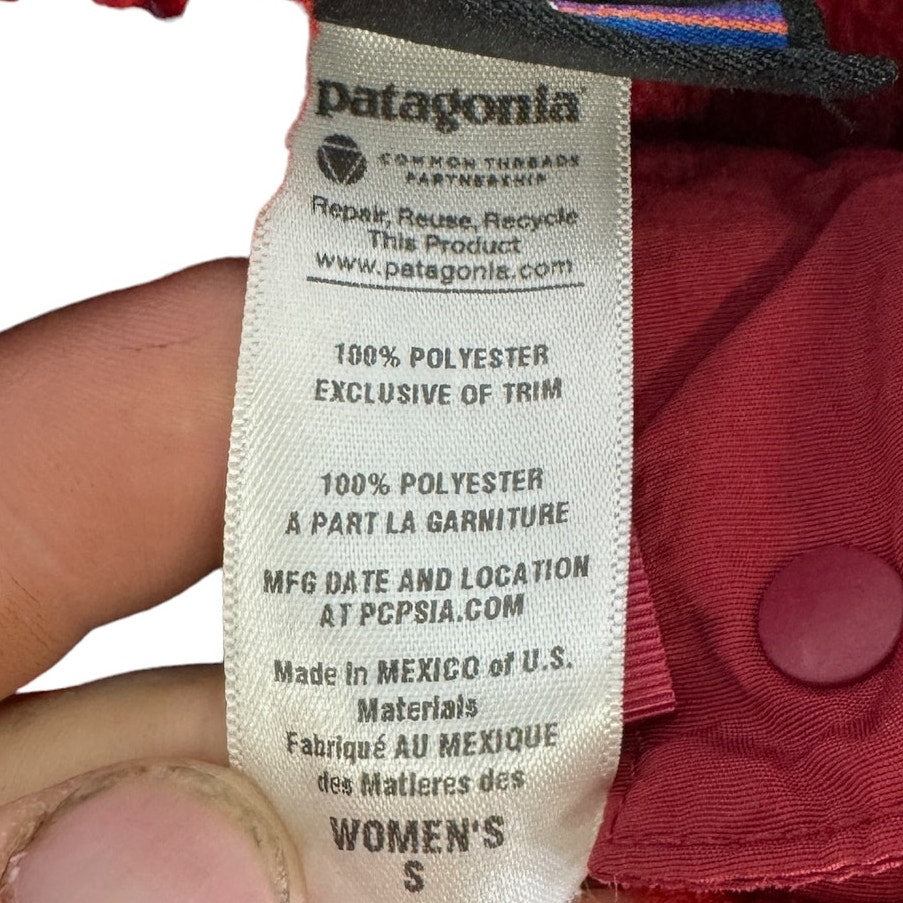 patagonia
COMMON THREADS
PARTNERSHIP
Repair, Reuse, Recycle
This Product
www.patagonia.com
100% POLYESTER
EXCLUSIVE OF TRIM
100% POLYESTER
À PART LA GARNITURE
MFG DATE AND LOCATION
AT PCPSIA.COM
Made in MEXICO of U.S.
Materials
Fabriqué AU MEXIQUE
des Matieres des
WOMEN'S
S